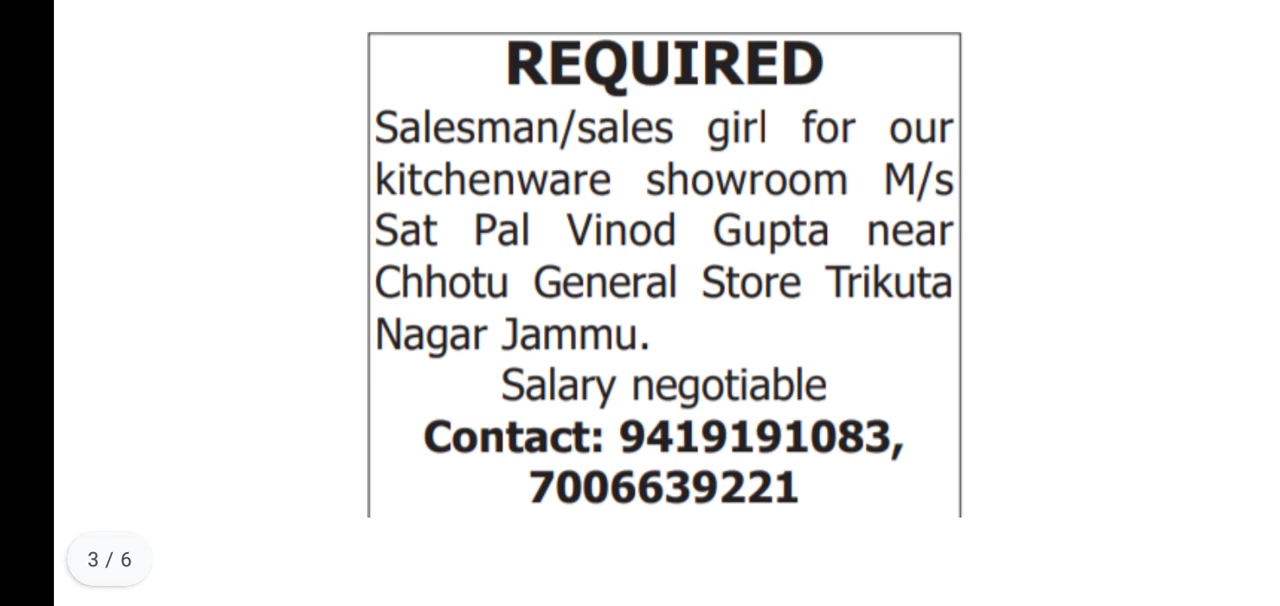 REQUIRED
Salesman/sales girl for our
kitchenware showroom M/s
Sat Pal Vinod Gupta near
Chhotu General Store Trikuta
Nagar Jammu.
Salary negotiable
Contact: 9419191083,
7006639221
3 / 6